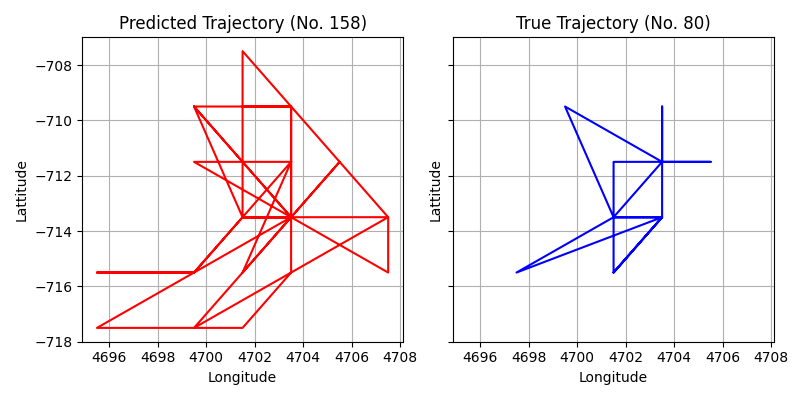 Predicted Trajectory (No. 158)
True Trajectory (No. 80)
−708
−710
−712
−714
−716
−718
Lattitude
Lattitude
4696 4698 4700 4702 4704 4706 4708
4696 4698 4700 4702 4704 4706 4708
Longitude
Longitude